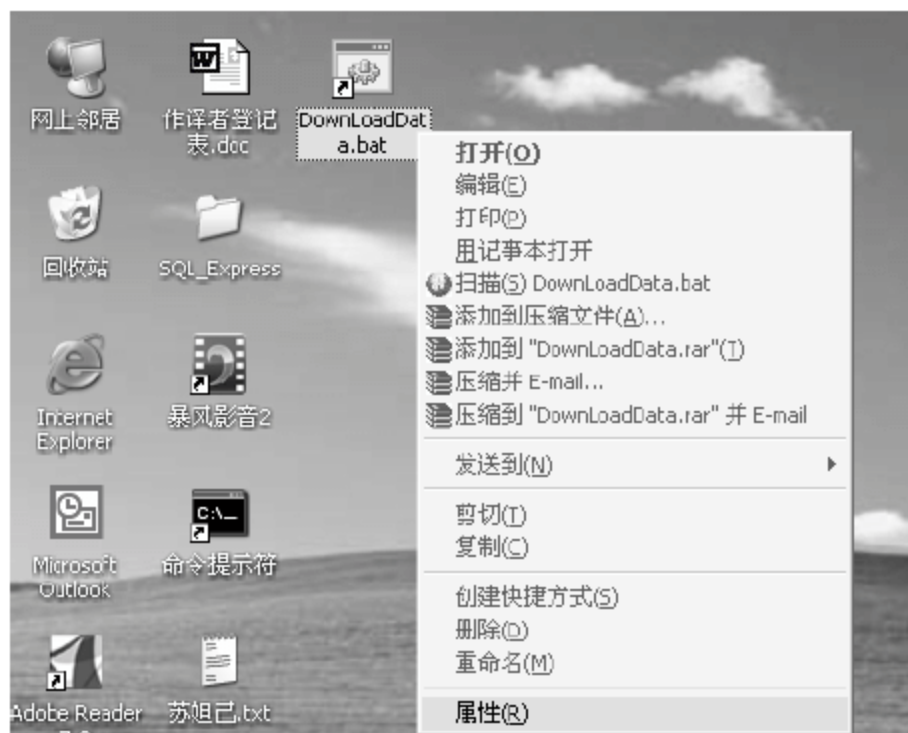 网上邻居
作译者登记
表.doc
DownLoadDat
a.bat
回收站
SQL_Express
Internet
Explorer
暴风影音2
Microsoft
Outlook
C:\_
命令提示符
Adobe Reader
苏妲己.txt
打开(O)
编辑(E)
打印(P)
用记事本打开
扫描(S) DownLoadData.bat
添加到压缩文件(A)...
添加到 "DownLoadData.rar"(T)
压缩并 E-mail...
压缩到 "DownLoadData.rar" 并 E-mail
发送到(N)
剪切(T)
复制(C)
创建快捷方式(S)
删除(D)
重命名(M)
属性(R)